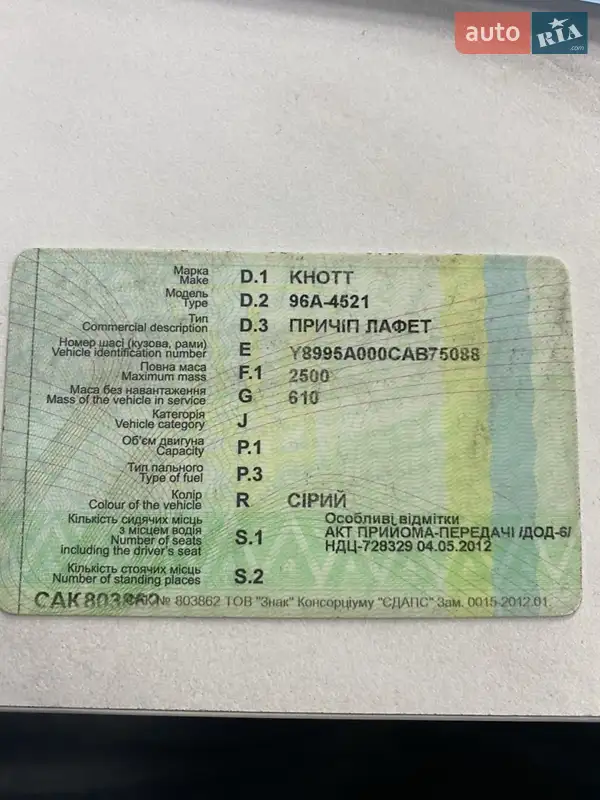 auto RIA .com
Марка
Make D.1 КНОТТ
Модель
Type D.2 96А-4521
Тип
Commercial description D.3 ПРИЧІП ЛАФЕТ
Номер шасі (кузова, рами)
Vehicle identification number E Y8995A000CAB75088
Повна маса
Maximum mass F.1 2500
Маса без навантаження
Mass of the vehicle in service G 610
Категорія
Vehicle category J
Об'єм двигуна
Capacity P.1
Тип пального
Type of fuel P.3
Колір
Colour of the vehicle R СІРИЙ
Кількість сидячих місць
з місцем водія
Number of seats
including the driver's seat S.1
Особливі відмітки
АКТ ПРИЙОМА-ПЕРЕДАЧІ /ДОД-6/
НДЦ-728329 04.05.2012
Кількість стоячих місць
Number of standing places S.2
САК803862 № 803862 ТОВ "Знак" Консорціуму "ЄДАПС" Зам. 0015-2012.01